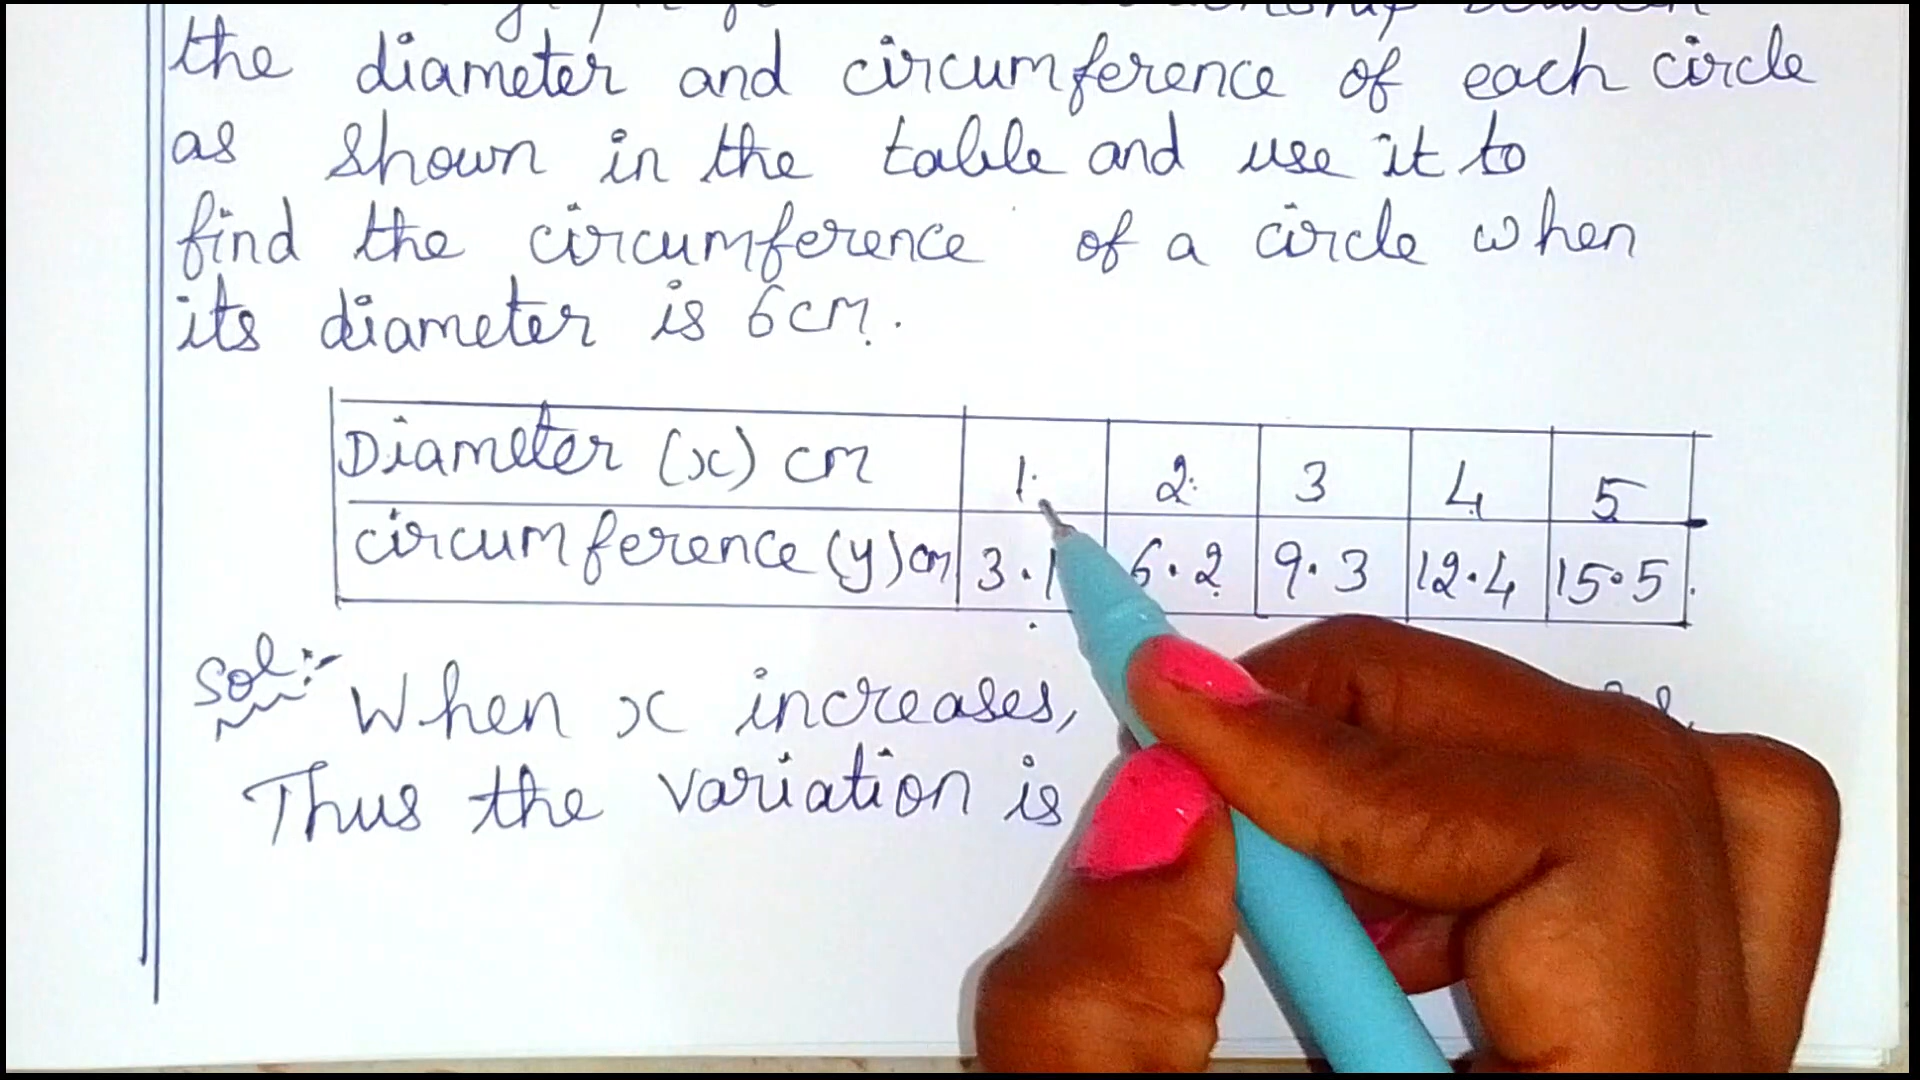 the diameter and circumference of each circle
as shown in the table and use it to
find the circumference of a circle when
its diameter is 6cm.
Diameter (x) cm 1 2 3 4 5
circumference (y) cm 3.1 6.2 9.3 12.4 15.5
Sol:- When x increases,
Thus the variation is